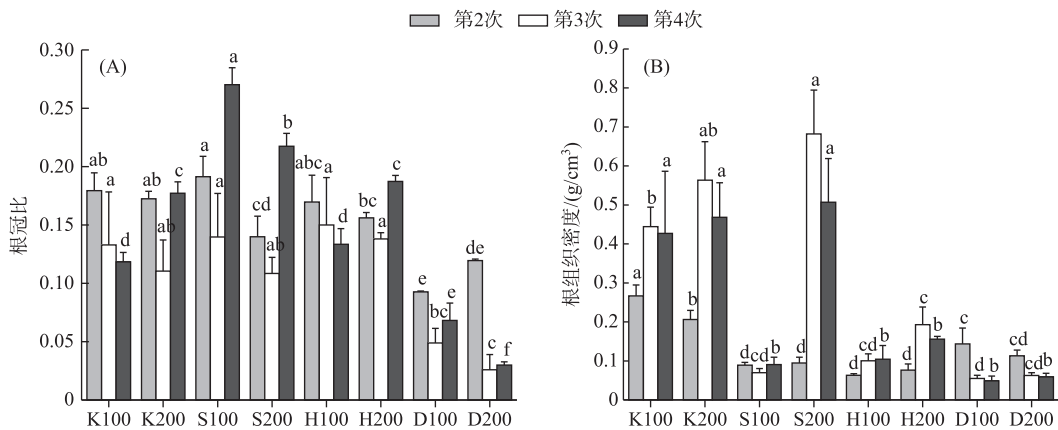 第2次 第3次 第4次
(A)
根冠比
0.30
0.25
0.20
0.15
0.10
0.05
0
ab a d
ab ab c
a a a
cd ab b
abc a d
b a c
e bc e
de c f
K100 K200 S100 S200 H100 H200 D100 D200
(B)
根组织密度/(g/cm³)
0.9
0.8
0.7
0.6
0.5
0.4
0.3
0.2
0.1
0
a b a
b ab a
d cd b
d a a
d cd b
d c b
c d b
cd cd b
K100 K200 S100 S200 H100 H200 D100 D200